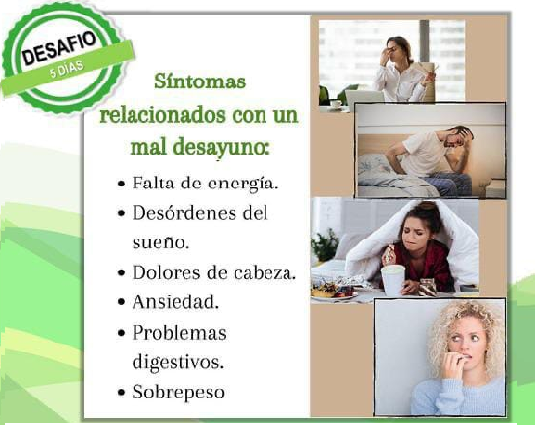 DESAFIO
5 DÍAS
Síntomas
relacionados con un
mal desayuno:
• Falta de energía.
• Desórdenes del
sueño.
• Dolores de cabeza.
• Ansiedad.
• Problemas
digestivos.
• Sobrepeso